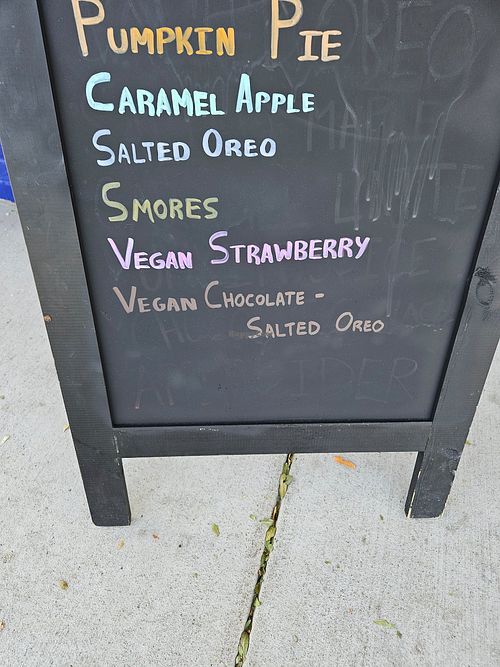 Pumpkin Pie
Caramel Apple
Salted Oreo
Smores
Vegan Strawberry
Vegan Chocolate -
Salted Oreo